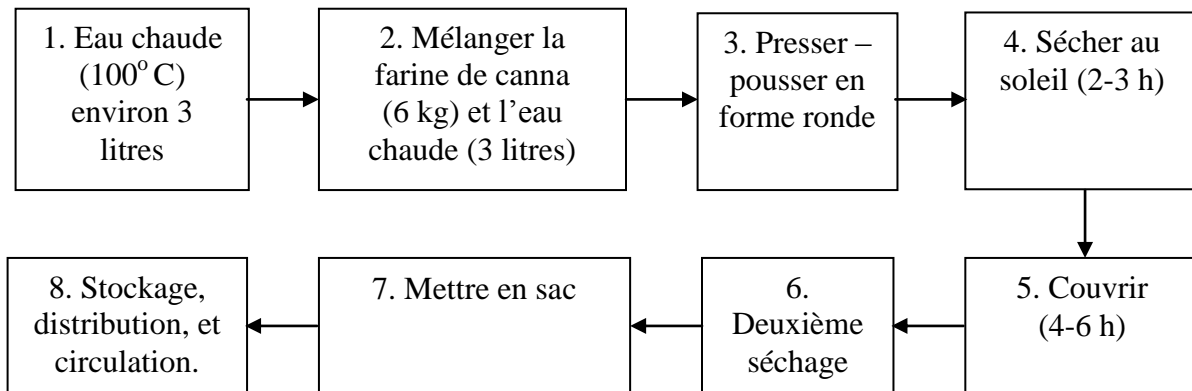 1. Eau chaude
(100° C)
environ 3
litres
2. Mélanger la
farine de canna
(6 kg) et l’eau
chaude (3 litres)
3. Presser –
pousser en
forme ronde
4. Sécher au
soleil (2-3 h)
5. Couvrir
(4-6 h)
6.
Deuxième
séchage
7. Mettre en sac
8. Stockage,
distribution, et
circulation.